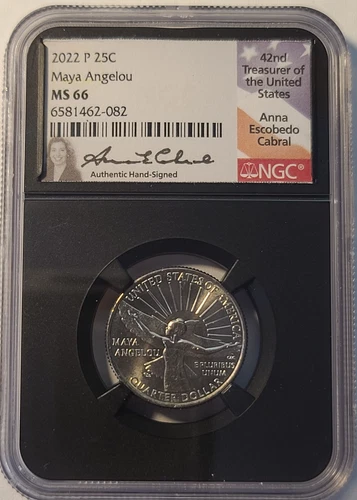 2022 P 25C
Maya Angelou
MS 66
6581462-082
Authentic Hand-Signed
42nd
Treasurer of
the United
States
Anna
Escobedo
Cabral
NGC®
UNITED STATES OF AMERICA
MAYA
ANGELOU
E PLURIBUS
UNUM
QUARTER DOLLAR